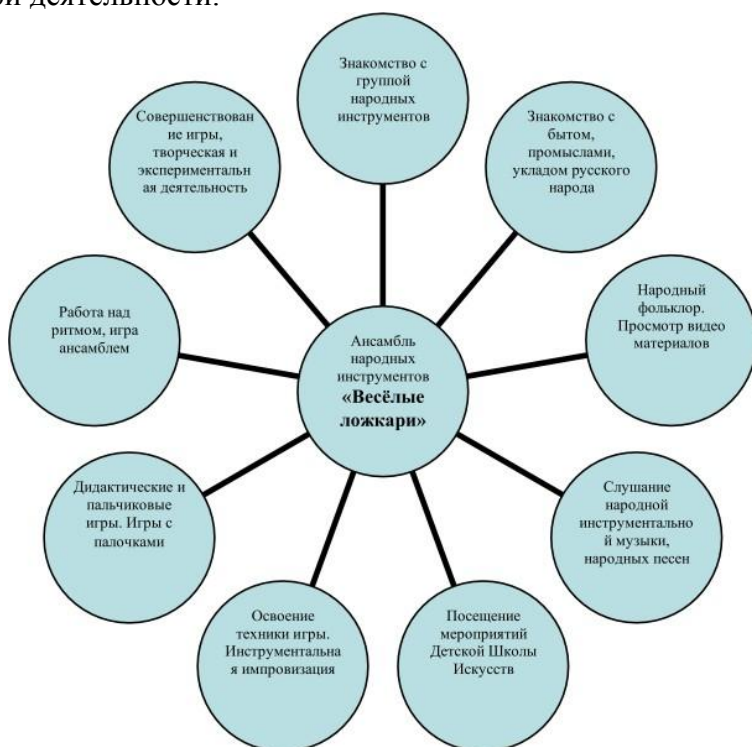 ой деятельности.
Знакомство с
группой
народных
инструментов
Знакомство с
бытом,
промыслами,
укладом русского
народа
Народный
фольклор.
Просмотр видео
материалов
Слушание
народной
инструментально
й музыки,
народных песен
Посещение
мероприятий
Детской Школы
Искусств
Освоение
техники игры.
Инструментальна
я импровизация
Дидактические и
пальчиковые
игры. Игры с
палочками
Работа над
ритмом, игра
ансамблем
Совершенствован
ие игры,
творческая и
экспериментальн
ая деятельность
Ансамбль
народных
инструментов
«Весёлые
ложкари»